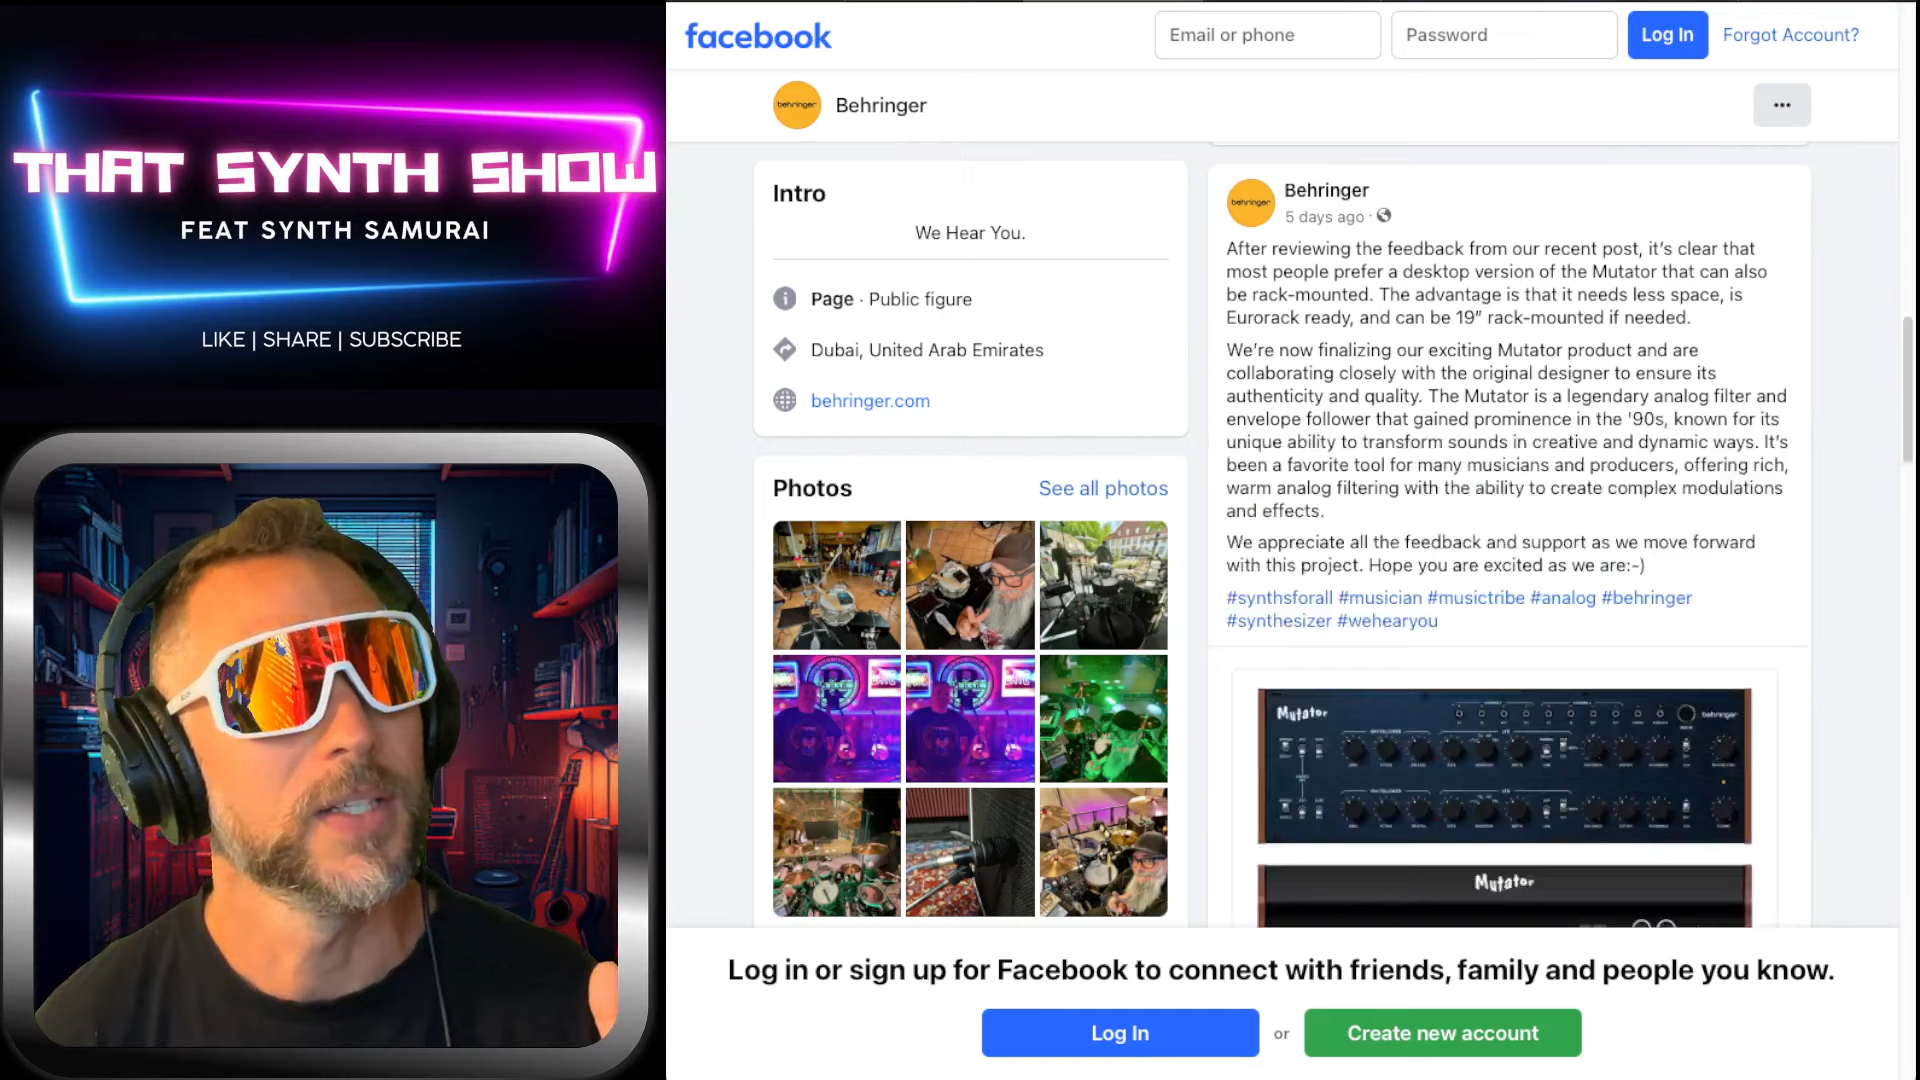 THAT SYNTH SHOW
FEAT SYNTH SAMURAI
LIKE | SHARE | SUBSCRIBE
facebook
Email or phone
Password
Log In
Forgot Account?
behringer
Behringer
...
Intro
We Hear You.
Page · Public figure
Dubai, United Arab Emirates
behringer.com
Photos
See all photos
behringer
Behringer
5 days ago ·
After reviewing the feedback from our recent post, it's clear that
most people prefer a desktop version of the Mutator that can also
be rack-mounted. The advantage is that it needs less space, is
Eurorack ready, and can be 19” rack-mounted if needed.
We're now finalizing our exciting Mutator product and are
collaborating closely with the original designer to ensure its
authenticity and quality. The Mutator is a legendary analog filter and
envelope follower that gained prominence in the '90s, known for its
unique ability to transform sounds in creative and dynamic ways. It's
been a favorite tool for many musicians and producers, offering rich,
warm analog filtering with the ability to create complex modulations
and effects.
We appreciate all the feedback and support as we move forward
with this project. Hope you are excited as we are:-)
#synthsforall #musician #musictribe #analog #behringer
#synthesizer #wehearyou
Mutator
behringer
Mutator
Log in or sign up for Facebook to connect with friends, family and people you know.
Log In
or
Create new account